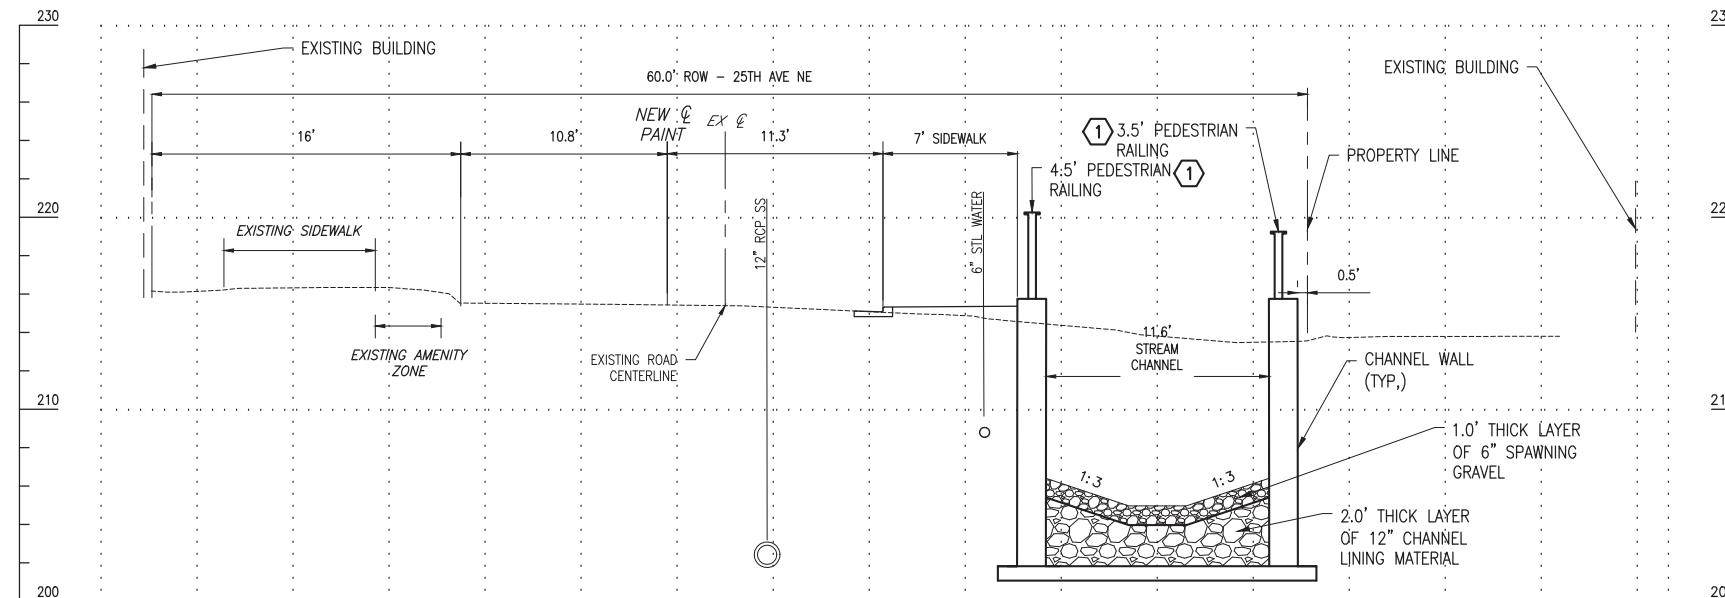 230
23
EXISTING BUILDING
60.0' ROW - 25TH AVE NE
EXISTING BUILDING
NEW ℄
PAINT
EX ℄
16'
10.8'
11.3'
7' SIDEWALK
1
3.5' PEDESTRIAN
RAILING
4.5' PEDESTRIAN
RAILING
1
PROPERTY LINE
220
22
EXISTING SIDEWALK
12" RCP SS
6" STL WATER
0.5'
EXISTING AMENITY
ZONE
EXISTING ROAD
CENTERLINE
11.6'
STREAM
CHANNEL
CHANNEL WALL
(TYP,)
210
21
1.0' THICK LAYER
OF 6" SPAWNING
GRAVEL
1:3
1:3
2.0' THICK LAYER
OF 12" CHANNEL
LINING MATERIAL
200
20